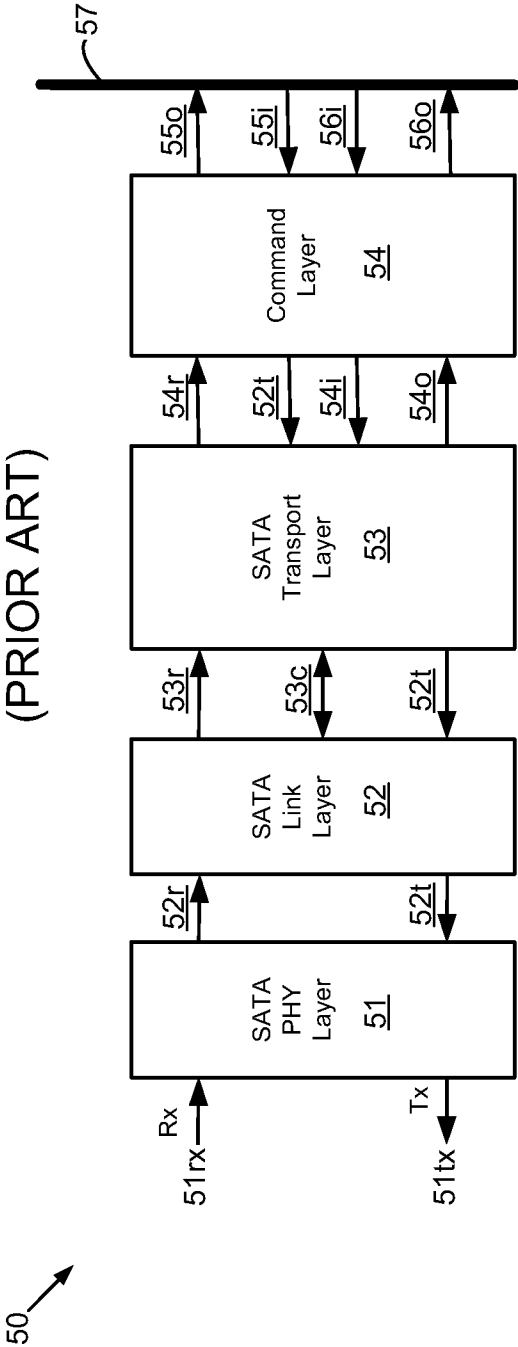 (PRIOR ART)
50
57
51rx
Rx
51tx
Tx
SATA
PHY
Layer
51
52r
52t
SATA
Link
Layer
52
53r
53c
52t
SATA
Transport
Layer
53
54r
52t
54i
54o
Command
Layer
54
55o
55i
56i
56o